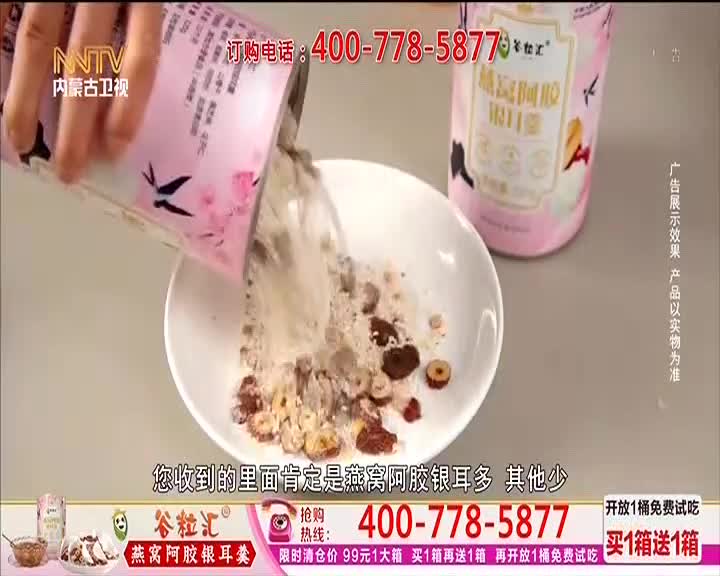 订购电话：400-778-5877
NMTV
内蒙古卫视
谷粒汇®
燕窝阿胶
银耳羹
广告
广告展示效果 产品以实物为准
您收到的里面肯定是燕窝阿胶银耳多 其他少
谷粒汇®
燕窝阿胶银耳羹
抢购
热线：
400-778-5877
限时清仓价 99元1大箱 买1箱再送1箱 再开放1桶免费试吃
开放1桶免费试吃
买1箱送1箱